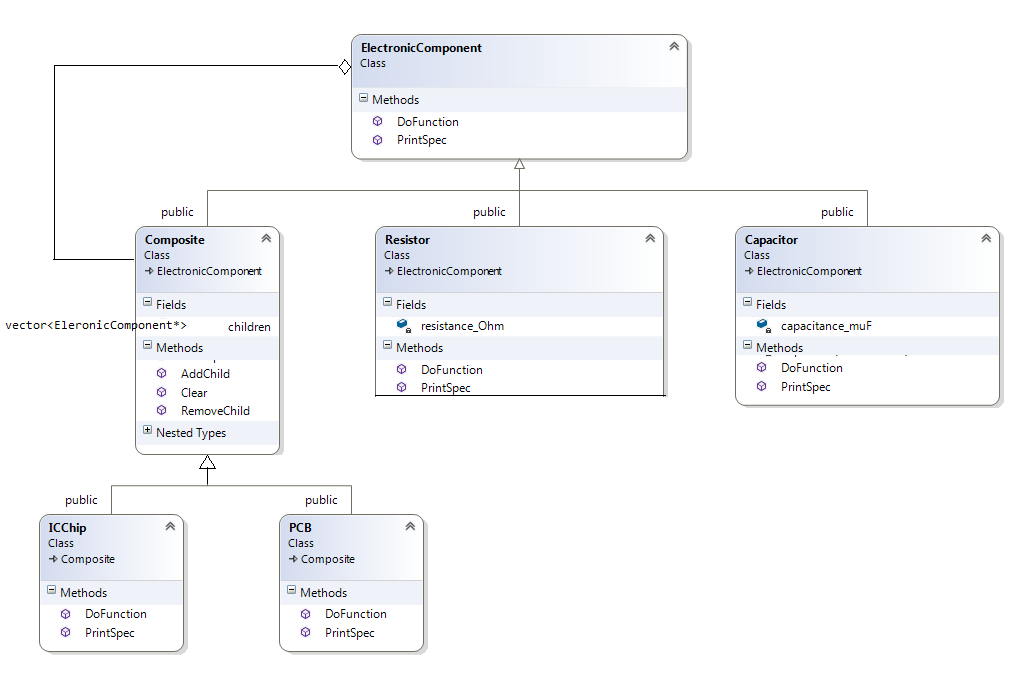 ElectronicComponent
Class
Methods
DoFunction
PrintSpec
public
public
public
Composite
Class
ElectronicComponent
Fields
vector<EleronicComponent*>
children
Methods
AddChild
Clear
RemoveChild
Nested Types
Resistor
Class
ElectronicComponent
Fields
resistance_Ohm
Methods
DoFunction
PrintSpec
Capacitor
Class
ElectronicComponent
Fields
capacitance_muF
Methods
DoFunction
PrintSpec
public
public
ICChip
Class
Composite
Methods
DoFunction
PrintSpec
PCB
Class
Composite
Methods
DoFunction
PrintSpec